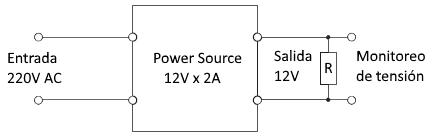 Entrada
220V AC
Power Source
12V x 2A
Salida
12V
R
Monitoreo
de tensión